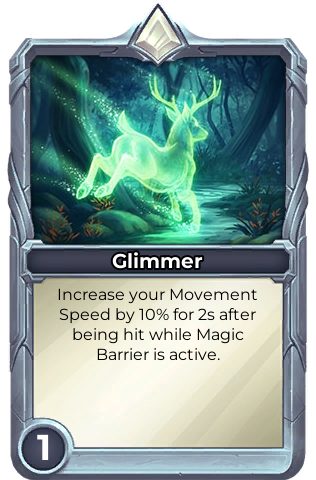 Glimmer
Increase your Movement
Speed by 10% for 2s after
being hit while Magic
Barrier is active.
1